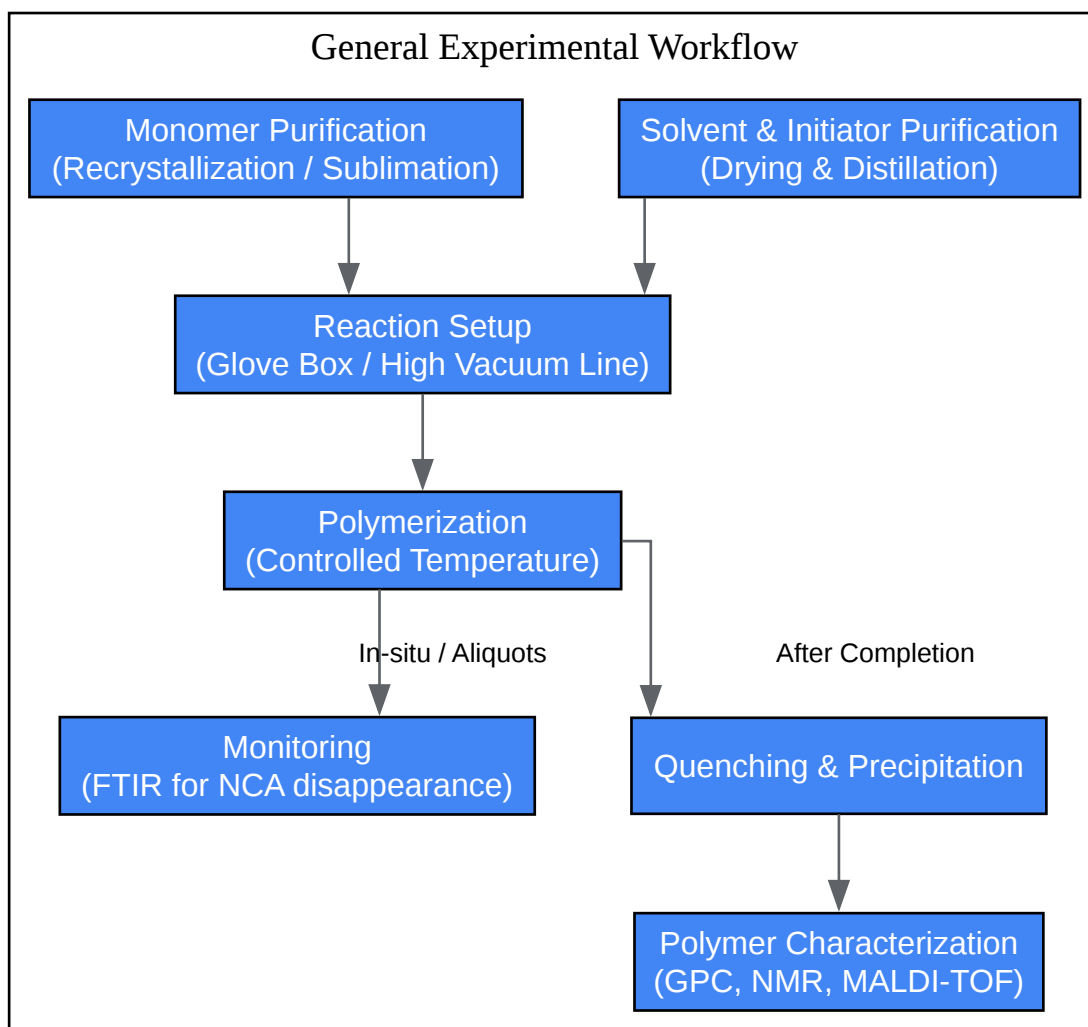 General Experimental Workflow
Monomer Purification
(Recrystallization / Sublimation)
Solvent & Initiator Purification
(Drying & Distillation)
Reaction Setup
(Glove Box / High Vacuum Line)
Polymerization
(Controlled Temperature)
In-situ / Aliquots
After Completion
Monitoring
(FTIR for NCA disappearance)
Quenching & Precipitation
Polymer Characterization
(GPC, NMR, MALDI-TOF)